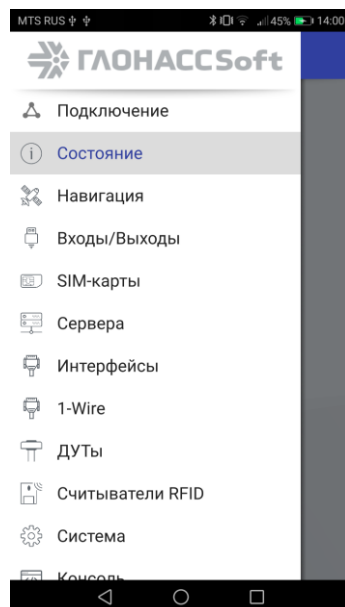 MTS RUS 45% 14:00
ГЛОНАССSoft
Подключение
Состояние
Навигация
Входы/Выходы
SIM-карты
Сервера
Интерфейсы
1-Wire
ДУТы
Считыватели RFID
Система
Консоль